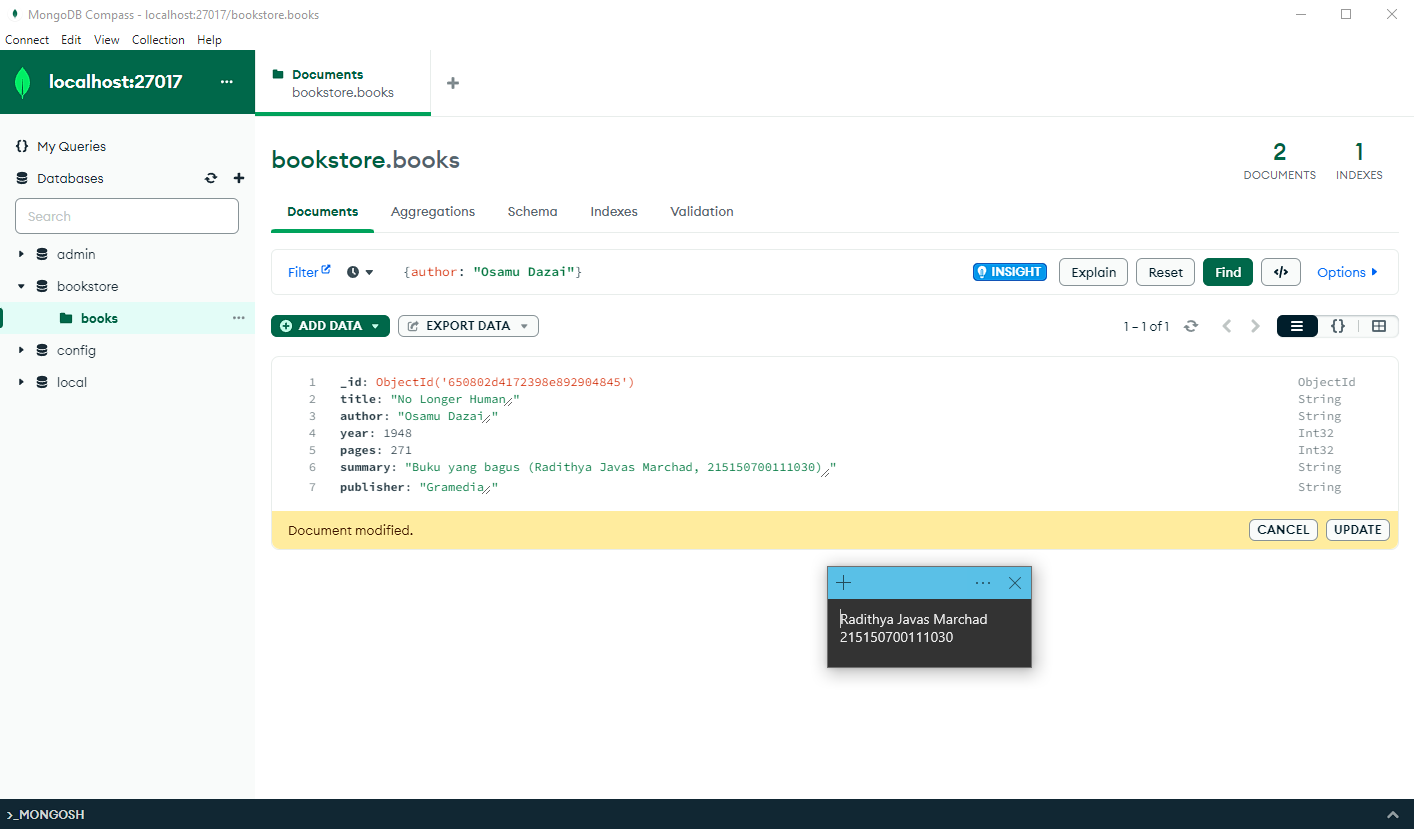 MongoDB Compass - localhost:27017/bookstore.books
Connect Edit View Collection Help
localhost:27017 ...
Documents
bookstore.books
+
{} My Queries
Databases
Search
admin
bookstore
books ...
config
local
bookstore.books
2
DOCUMENTS
1
INDEXES
Documents Aggregations Schema Indexes Validation
Filter {author: "Osamu Dazai"} INSIGHT Explain Reset Find </> Options
ADD DATA EXPORT DATA 1 – 1 of 1 {}
1 _id: ObjectId('650802d4172398e892904845') ObjectId
2 title: "No Longer Human" String
3 author: "Osamu Dazai" String
4 year: 1948 Int32
5 pages: 271 Int32
6 summary: "Buku yang bagus (Radithya Javas Marchad, 215150700111030)" String
7 publisher: "Gramedia" String
Document modified. CANCEL UPDATE
Radithya Javas Marchad
215150700111030
>_MONGOSH